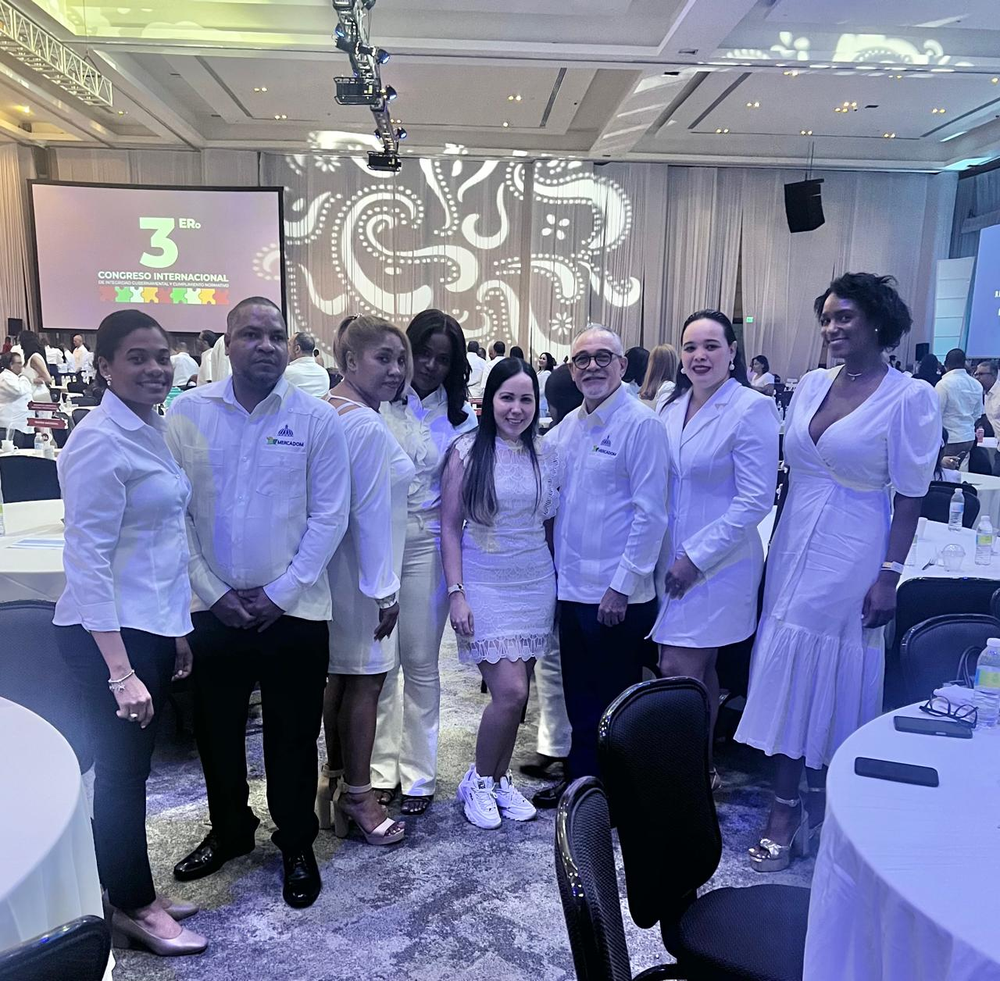 3ERo
CONGRESO INTERNACIONAL
DE INTEGRIDAD GUBERNAMENTAL Y CUMPLIMIENTO NORMATIVO
MERCADOM
MERCADOM